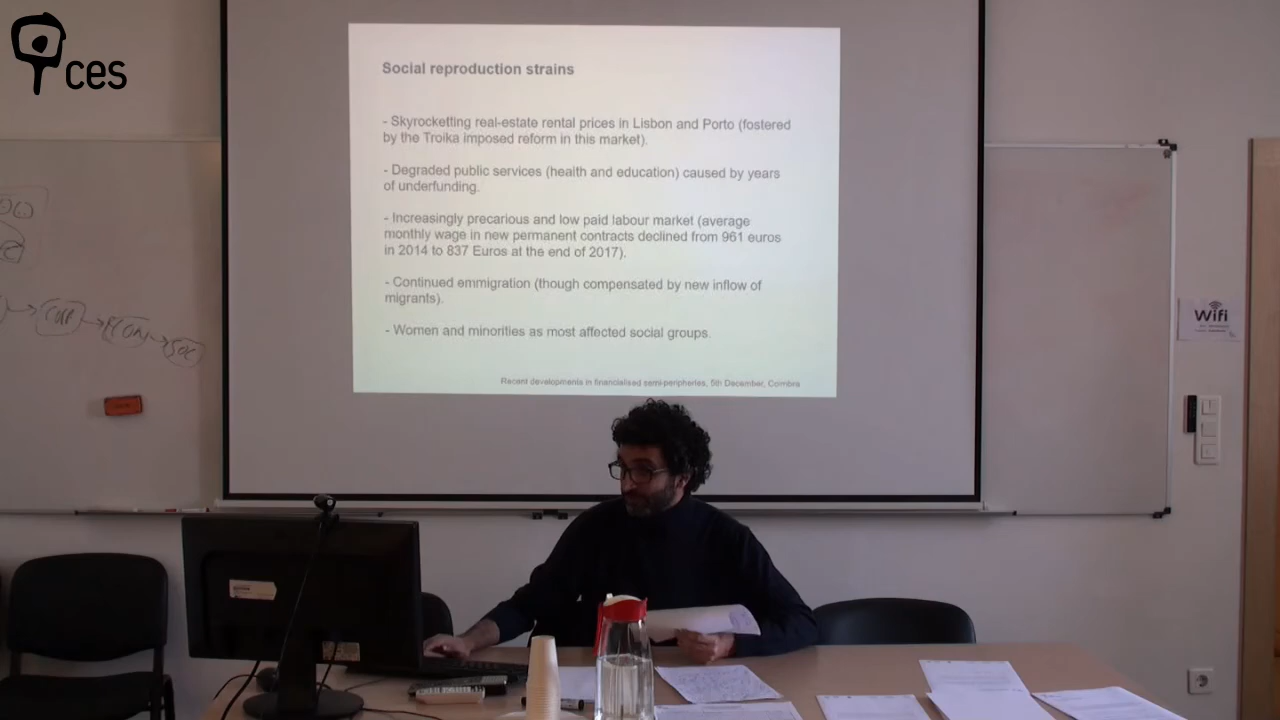 ces
Social reproduction strains
- Skyrocketting real-estate rental prices in Lisbon and Porto (fostered
by the Troika imposed reform in this market).
- Degraded public services (health and education) caused by years
of underfunding.
- Increasingly precarious and low paid labour market (average
monthly wage in new permanent contracts declined from 961 euros
in 2014 to 837 Euros at the end of 2017).
- Continued emmigration (though compensated by new inflow of
migrants).
- Women and minorities as most affected social groups.
Recent developments in financialised semi-peripheries, 5th December, Coimbra
Wifi